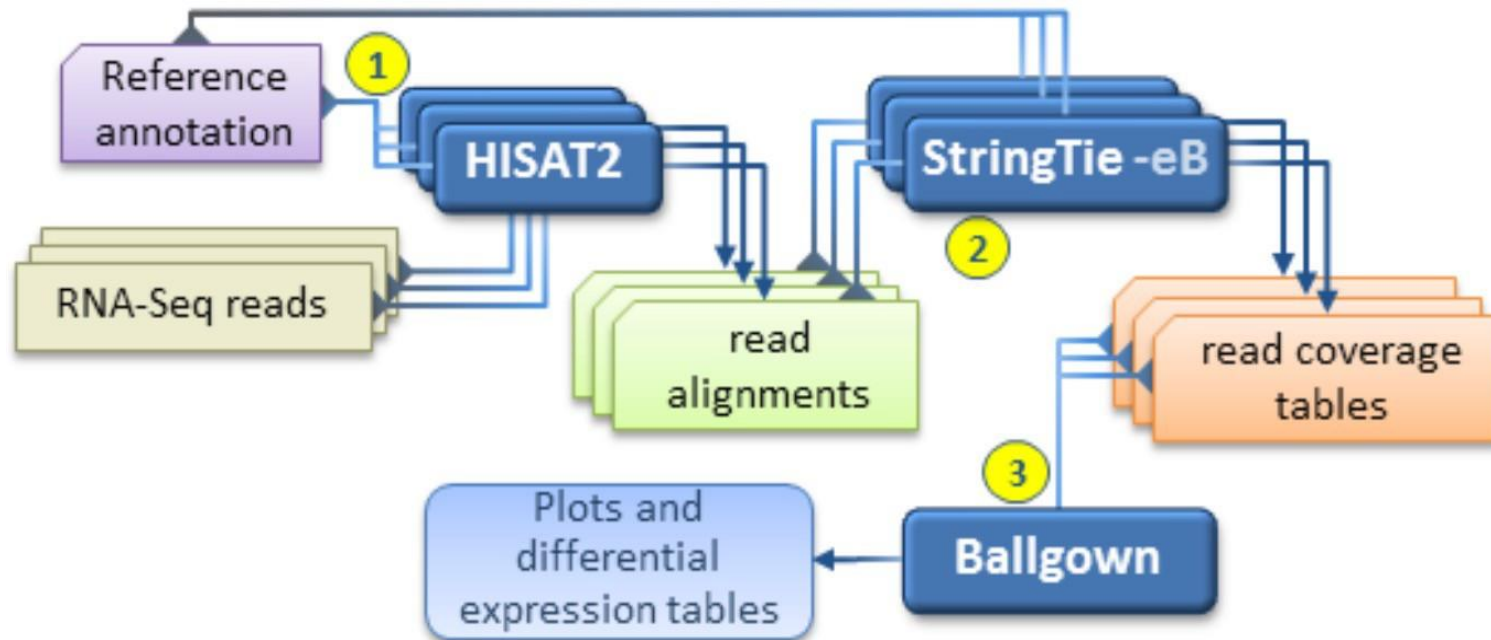 Reference
annotation
1
HISAT2
StringTie -eB
2
RNA-Seq reads
read
alignments
read coverage
tables
3
Plots and
differential
expression tables
Ballgown